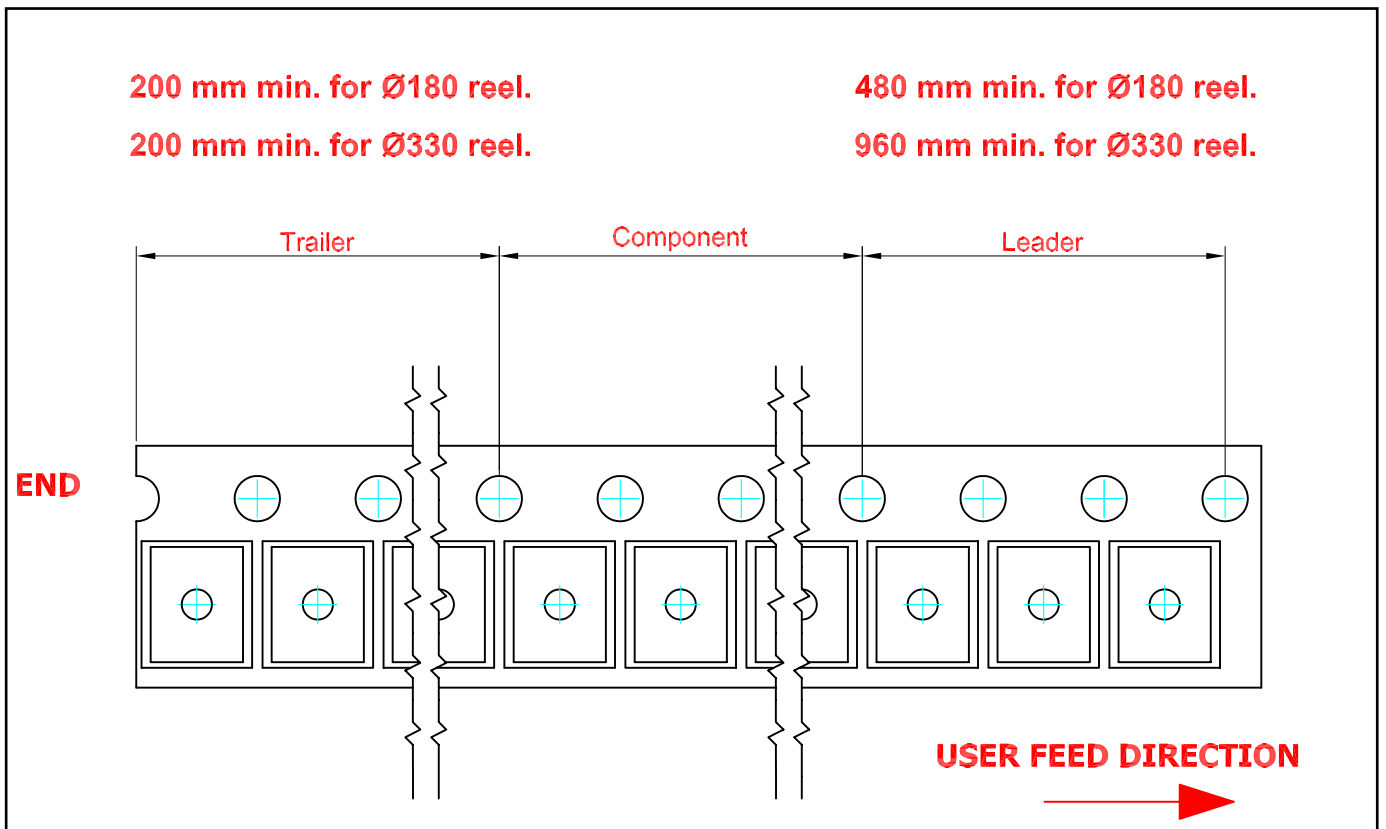 200 mm min. for Ø180 reel.
200 mm min. for Ø330 reel.
480 mm min. for Ø180 reel.
960 mm min. for Ø330 reel.
Trailer
Component
Leader
END
USER FEED DIRECTION